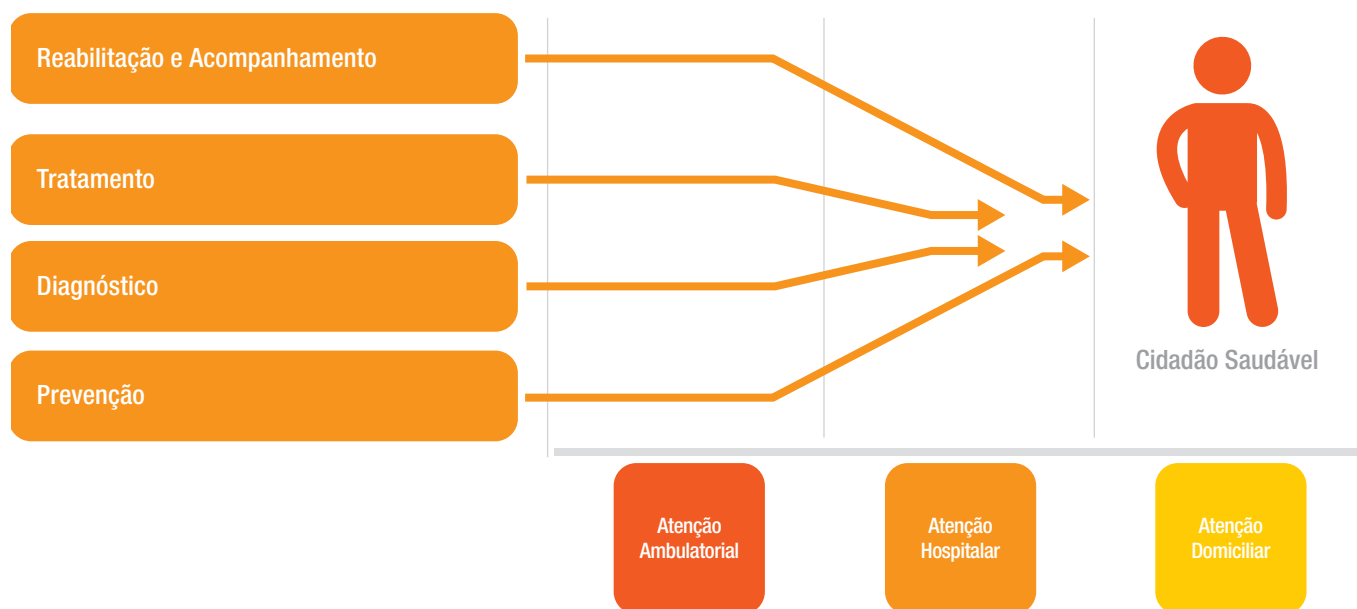 Reabilitação e Acompanhamento
Tratamento
Diagnóstico
Prevenção
Cidadão Saudável
Atenção
Ambulatorial
Atenção
Hospitalar
Atenção
Domiciliar